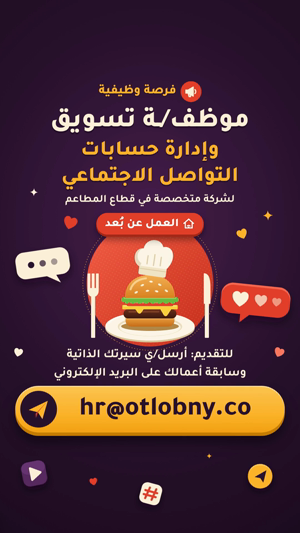 فرصة وظيفية
موظف/ـة تسويق
وإدارة حسابات
التواصل الاجتماعي
لشركة متخصصة في قطاع المطاعم
العمل عن بُعد
للتقديم: أرسل/ي سيرتك الذاتية
وسابقة أعمالك على البريد الإلكتروني
hr@otlobny.co
#